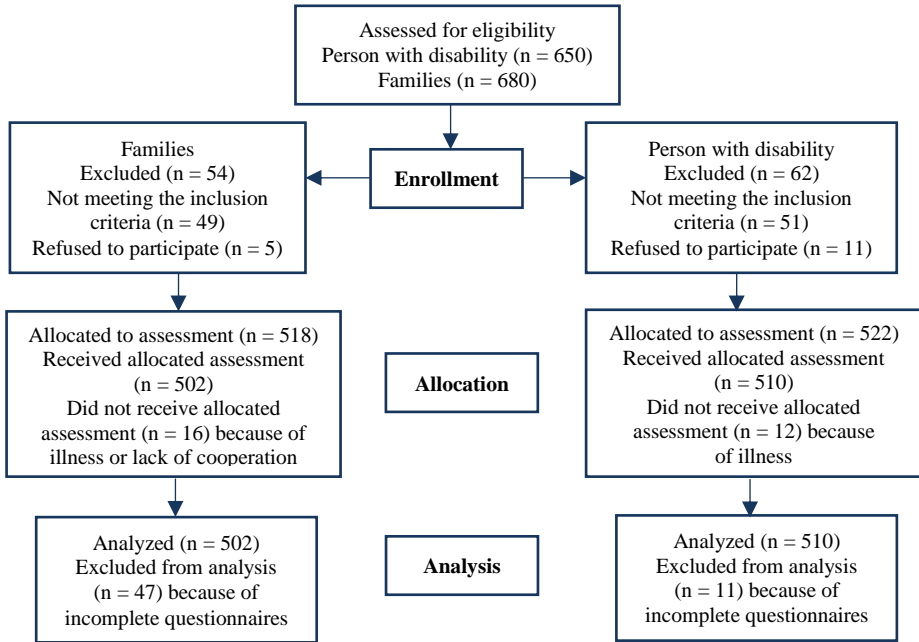 Assessed for eligibility
Person with disability (n = 650)
Families (n = 680)
Families
Excluded (n = 54)
Not meeting the inclusion
criteria (n = 49)
Refused to participate (n = 5)
Enrollment
Person with disability
Excluded (n = 62)
Not meeting the inclusion
criteria (n = 51)
Refused to participate (n = 11)
Allocated to assessment (n = 518)
Received allocated assessment
(n = 502)
Did not receive allocated
assessment (n = 16) because of
illness or lack of cooperation
Allocation
Allocated to assessment (n = 522)
Received allocated assessment
(n = 510)
Did not receive allocated
assessment (n = 12) because
of illness
Analyzed (n = 502)
Excluded from analysis
(n = 47) because of
incomplete questionnaires
Analysis
Analyzed (n = 510)
Excluded from analysis
(n = 11) because of
incomplete questionnaires